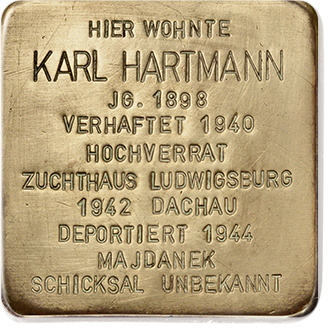 HIER WOHNTE
KARL HARTMANN
JG. 1898
VERHAFTET 1940
HOCHVERRAT
ZUCHTHAUS LUDWIGSBURG
1942 DACHAU
DEPORTIERT 1944
MAJDANEK
SCHICKSAL UNBEKANNT